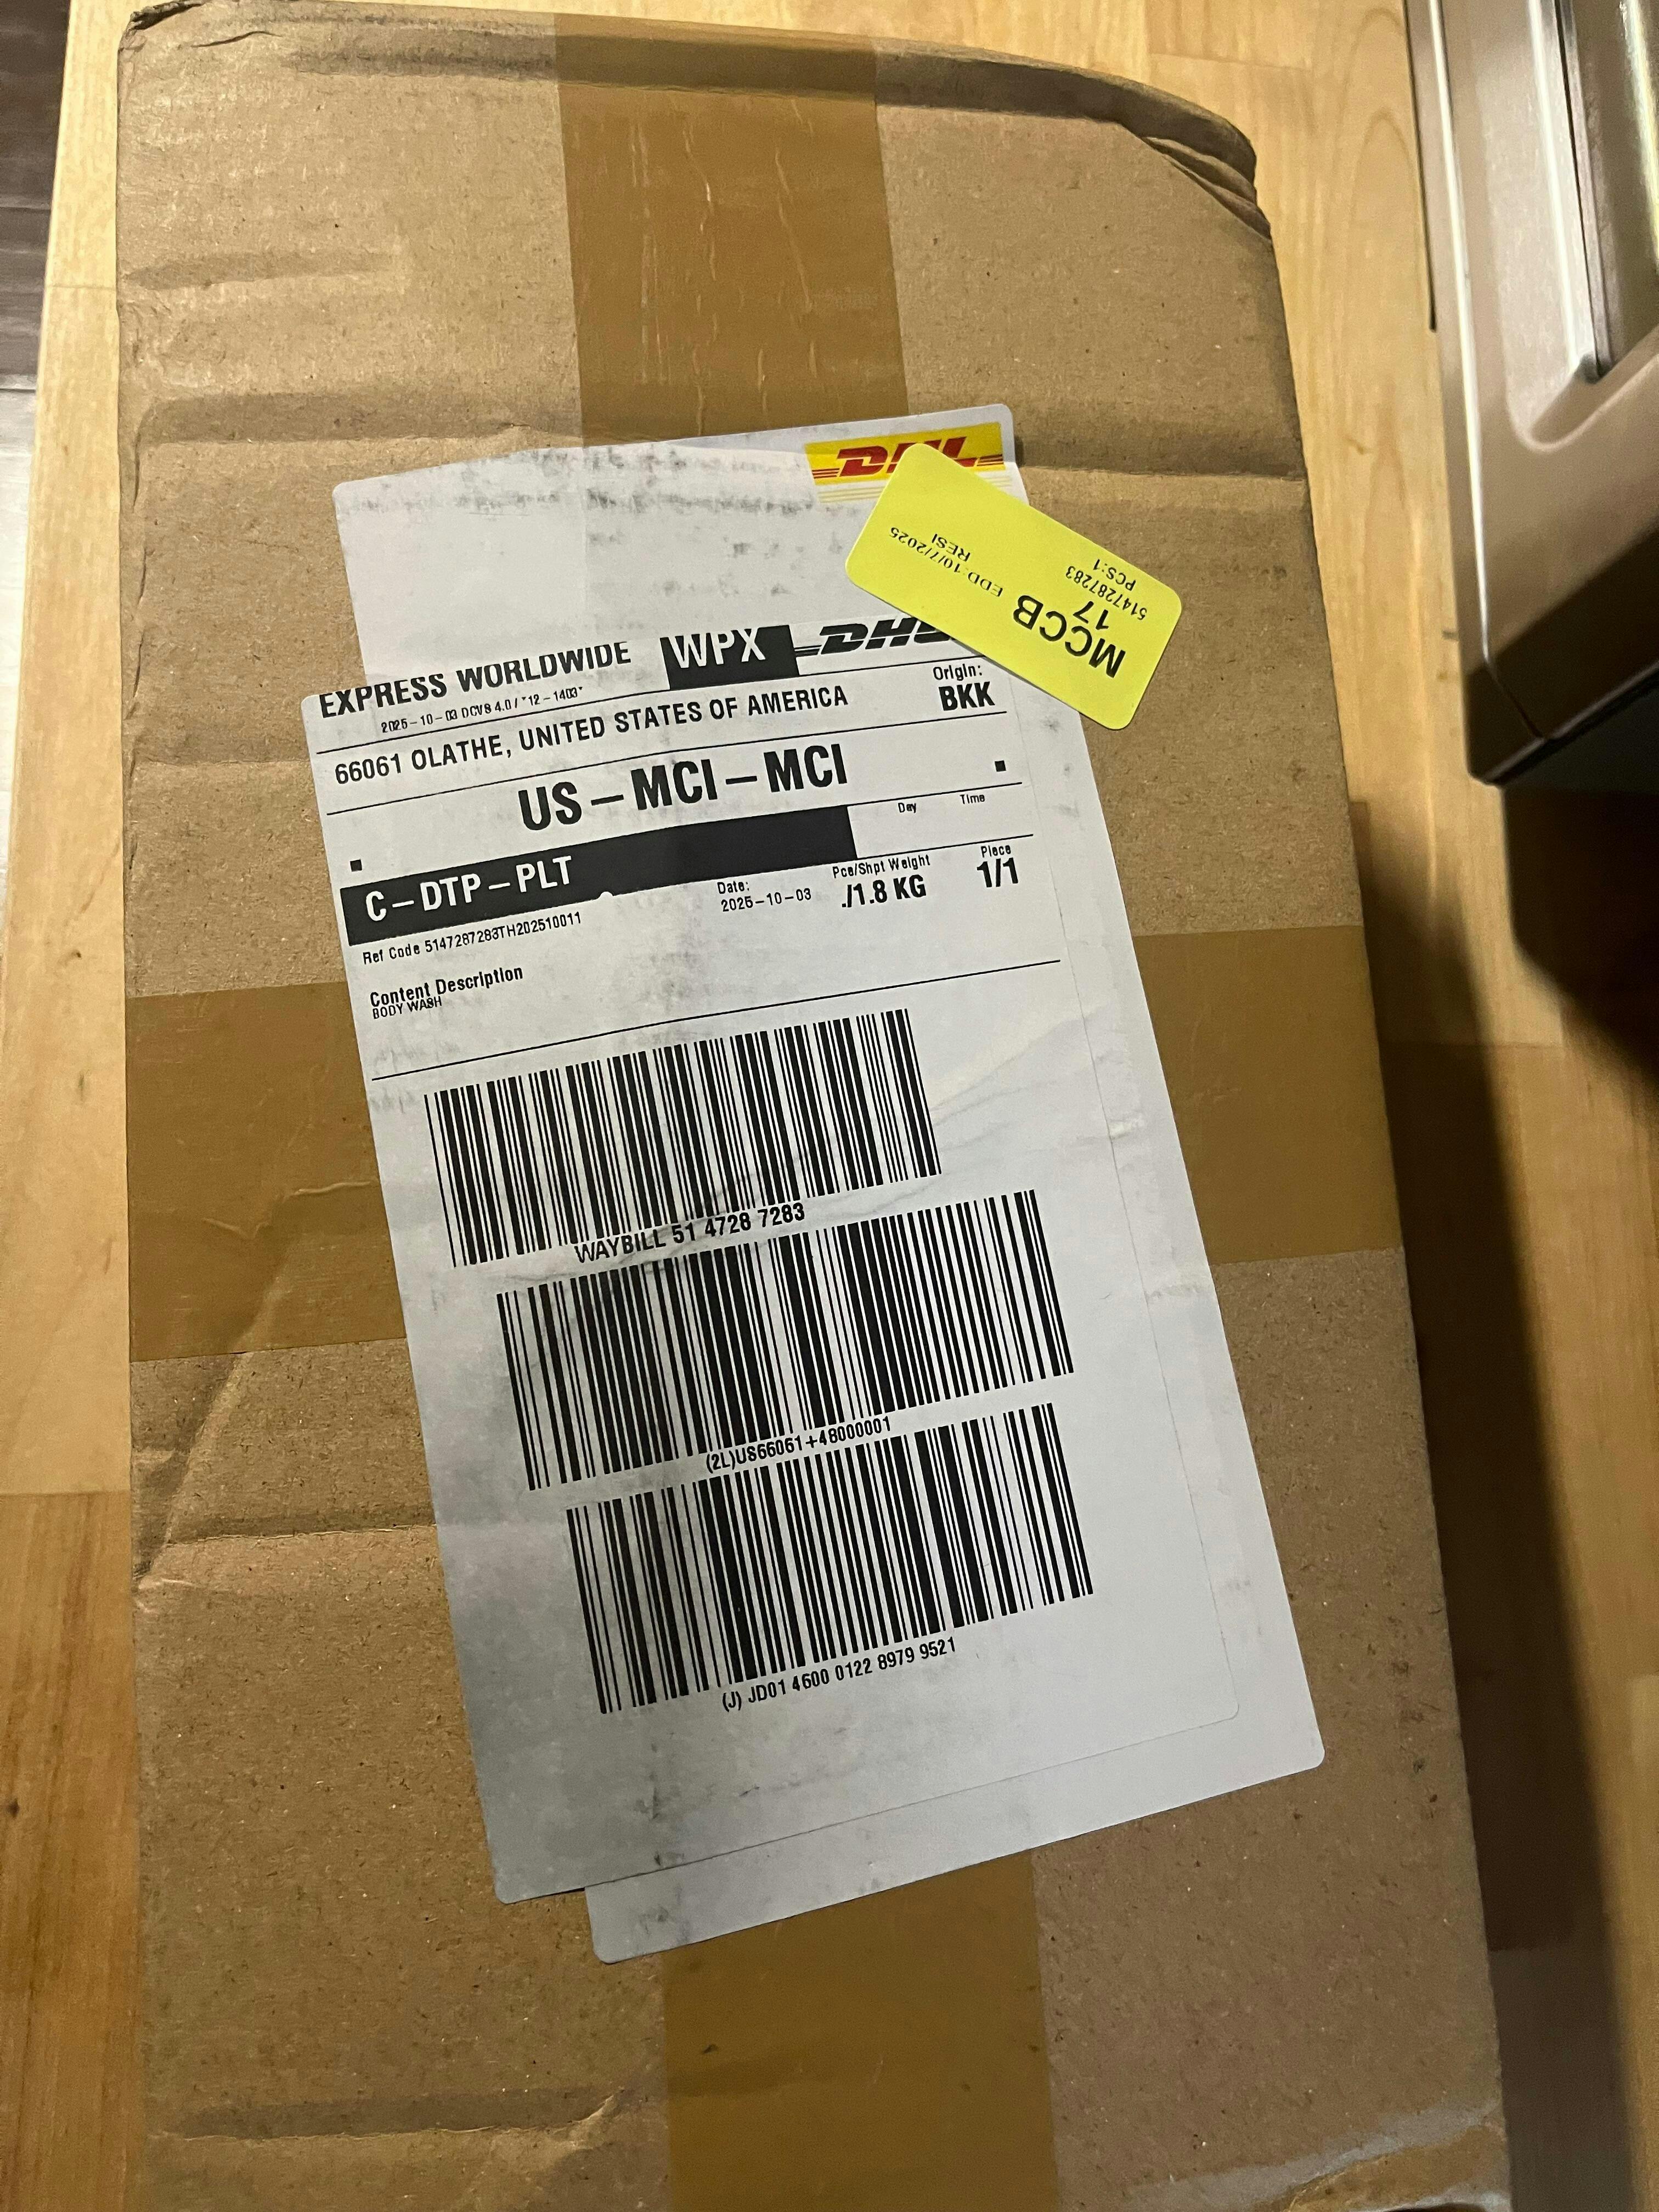 DHL
EXPRESS WORLDWIDE WPX DHL
2025-10-03 DCV8 4.0 / *12-1403*
66061 OLATHE, UNITED STATES OF AMERICA
Origin:
BKK
US-MCI-MCI
C-DTP-PLT
Day Time
Ref Code 5147287283TH202510011
Date:
2025-10-03
Pce/Shpt Weight
./1.8 KG
Piece
1/1
Content Description
BODY WASH
WAYBILL 51 4728 7283
(2L)US66061+48000001
(J) JD01 4600 0122 8979 9521
MCCB
17
5147287283
PCS:1
EDD:10/7/2025
RESI